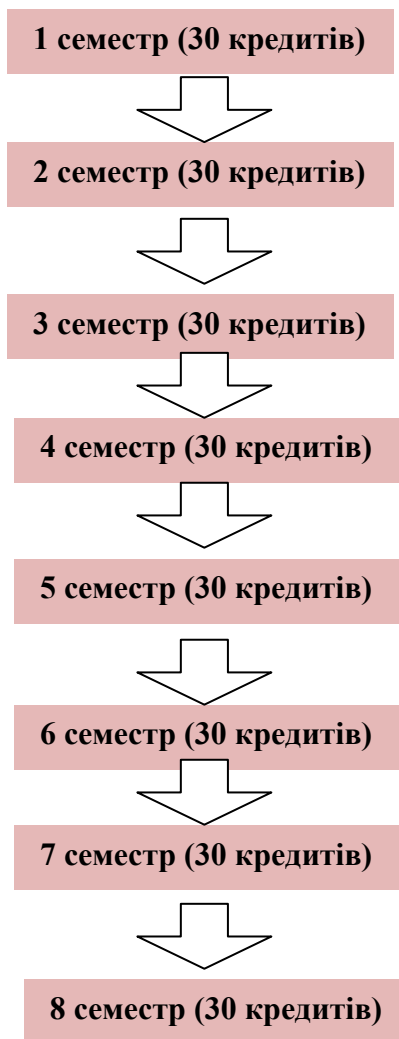 1 семестр (30 кредитів)
2 семестр (30 кредитів)
3 семестр (30 кредитів)
4 семестр (30 кредитів)
5 семестр (30 кредитів)
6 семестр (30 кредитів)
7 семестр (30 кредитів)
8 семестр (30 кредитів)